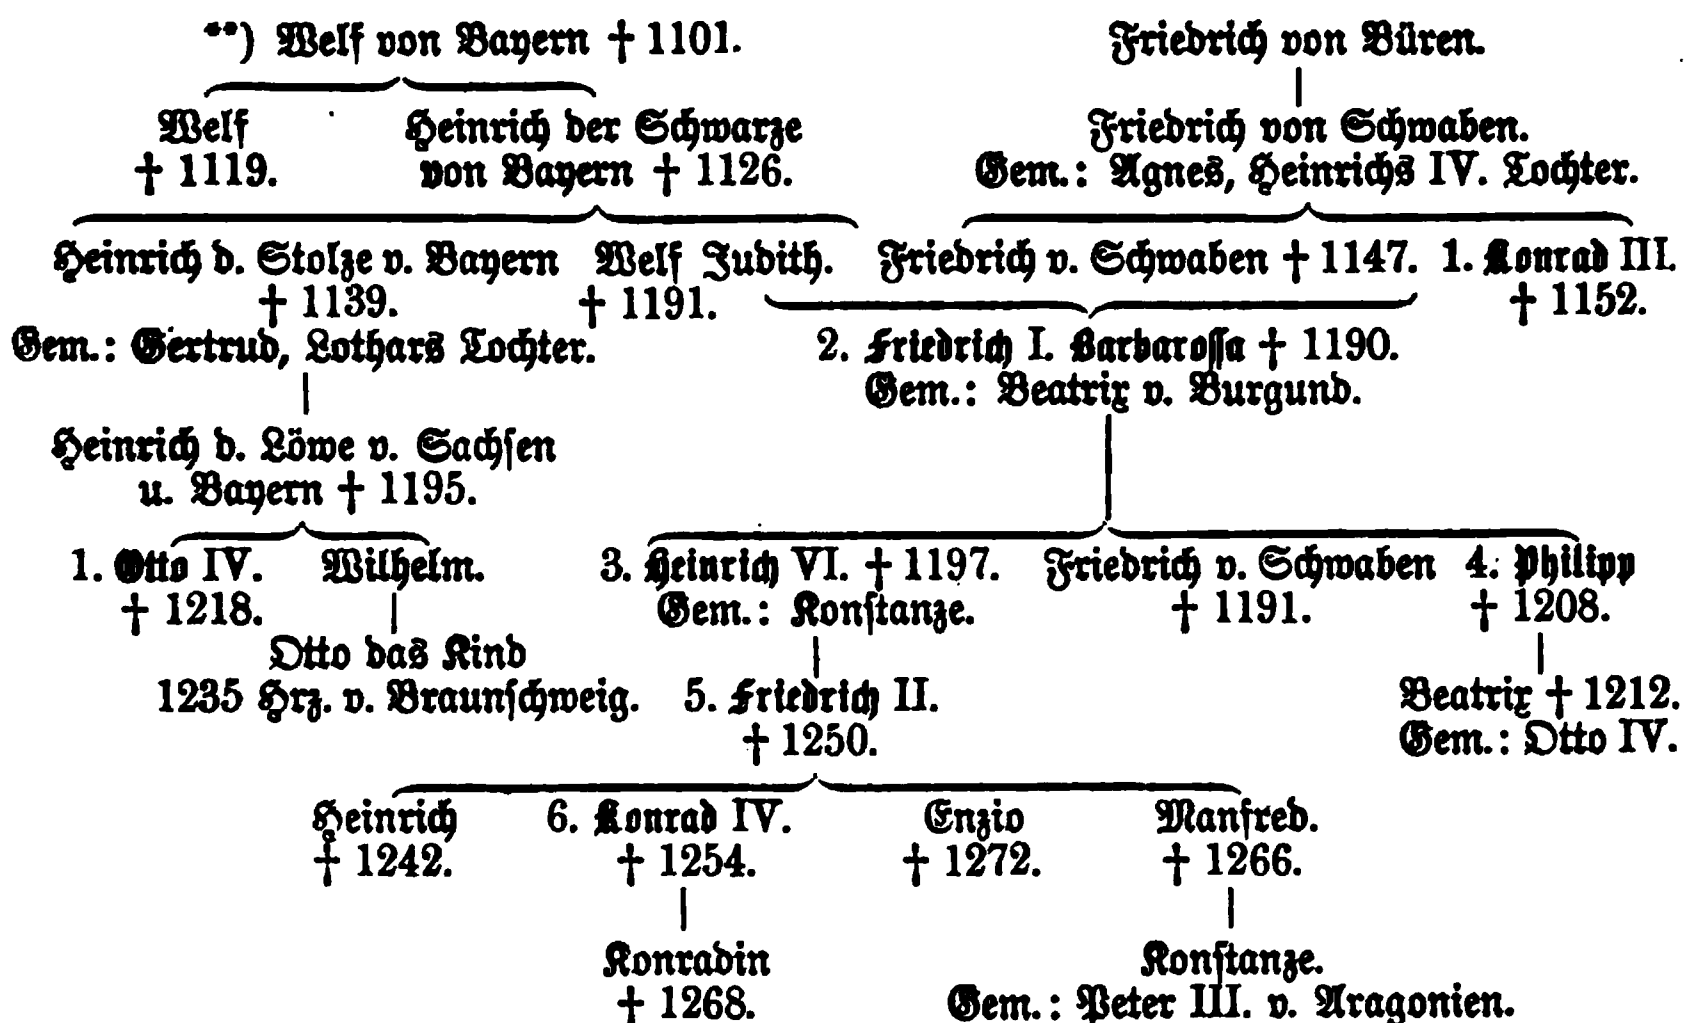 **) Welf von Bayern † 1101. Friedrich von Büren.
Welf Heinrich der Schwarze Friedrich von Schwaben.
† 1119. von Bayern † 1126. Gem.: Agnes, Heinrichs IV. Tochter.
Heinrich d. Stolze v. Bayern Welf Judith. Friedrich v. Schwaben † 1147. 1. Konrad III.
† 1139. † 1191. † 1152.
Gem.: Gertrud, Lothars Tochter. 2. Friedrich I. Barbarossa † 1190.
Gem.: Beatrix v. Burgund.
Heinrich d. Löwe v. Sachsen
u. Bayern † 1195.
1. Otto IV. Wilhelm. 3. Heinrich VI. † 1197. Friedrich v. Schwaben 4. Philipp
† 1218. Gem.: Konstanze. † 1191. † 1208.
Otto das Kind
1235 Hrz. v. Braunschweig. 5. Friedrich II. Beatrix † 1212.
† 1250. Gem.: Otto IV.
Heinrich 6. Konrad IV. Enzio Manfred.
† 1242. † 1254. † 1272. † 1266.
Konradin Konstanze.
† 1268. Gem.: Peter III. v. Aragonien.